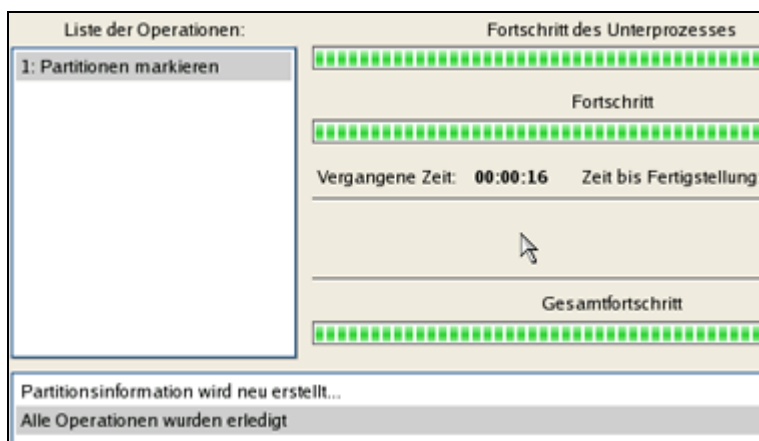 Liste der Operationen:
1: Partitionen markieren
Fortschritt des Unterprozesses
Fortschritt
Vergangene Zeit: 00:00:16 Zeit bis Fertigstellung
Gesamtfortschritt
Partitionsinformation wird neu erstellt...
Alle Operationen wurden erledigt